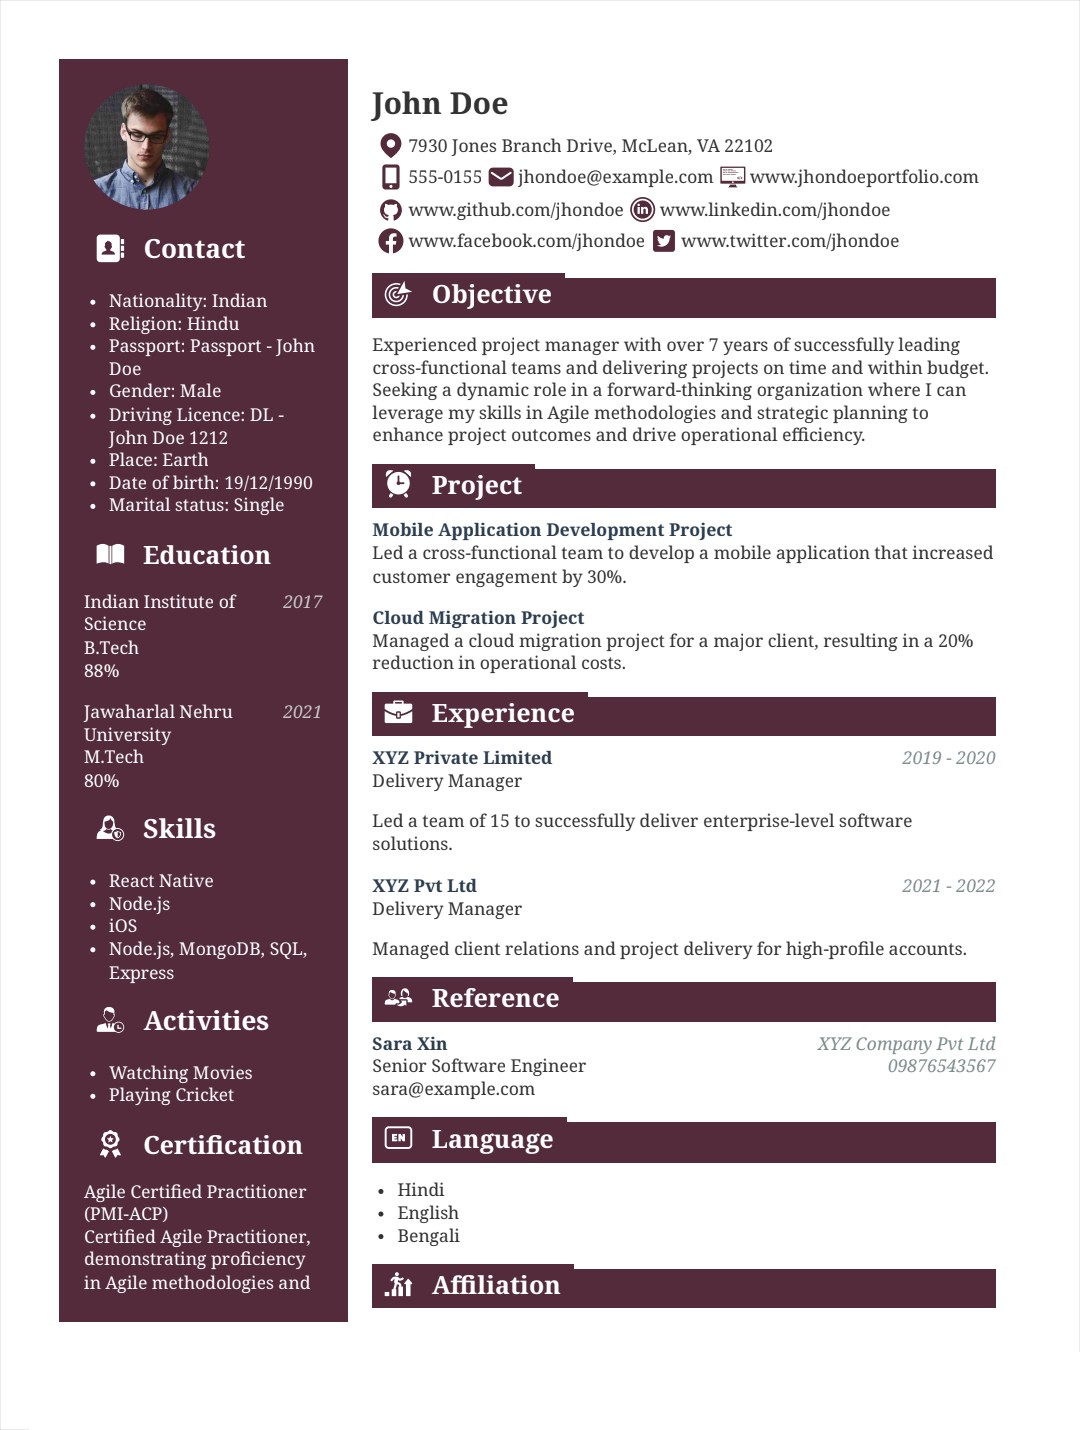 Contact
• Nationality: Indian
• Religion: Hindu
• Passport: Passport - John
Doe
• Gender: Male
• Driving Licence: DL -
John Doe 1212
• Place: Earth
• Date of birth: 19/12/1990
• Marital status: Single
Education
Indian Institute of 2017
Science
B.Tech
88%
Jawaharlal Nehru 2021
University
M.Tech
80%
Skills
• React Native
• Node.js
• iOS
• Node.js, MongoDB, SQL,
Express
Activities
• Watching Movies
• Playing Cricket
Certification
Agile Certified Practitioner
(PMI-ACP)
Certified Agile Practitioner,
demonstrating proficiency
in Agile methodologies and
John Doe
7930 Jones Branch Drive, McLean, VA 22102
555-0155 jhondoe@example.com www.jhondoeportfolio.com
www.github.com/jhondoe www.linkedin.com/jhondoe
www.facebook.com/jhondoe www.twitter.com/jhondoe
Objective
Experienced project manager with over 7 years of successfully leading
cross-functional teams and delivering projects on time and within budget.
Seeking a dynamic role in a forward-thinking organization where I can
leverage my skills in Agile methodologies and strategic planning to
enhance project outcomes and drive operational efficiency.
Project
Mobile Application Development Project
Led a cross-functional team to develop a mobile application that increased
customer engagement by 30%.
Cloud Migration Project
Managed a cloud migration project for a major client, resulting in a 20%
reduction in operational costs.
Experience
XYZ Private Limited 2019 - 2020
Delivery Manager
Led a team of 15 to successfully deliver enterprise-level software
solutions.
XYZ Pvt Ltd 2021 - 2022
Delivery Manager
Managed client relations and project delivery for high-profile accounts.
Reference
Sara Xin XYZ Company Pvt Ltd
Senior Software Engineer 09876543567
sara@example.com
EN Language
• Hindi
• English
• Bengali
Affiliation